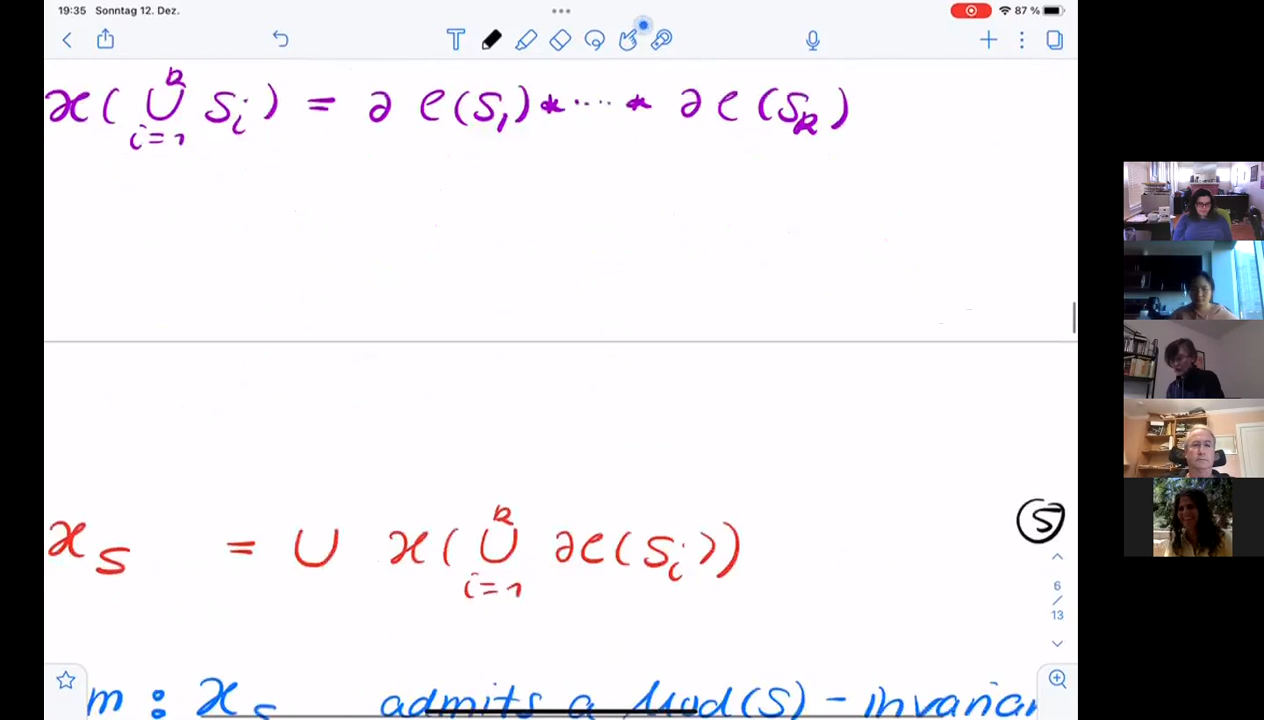 19:35 Sonntag 12. Dez. 87 %
𝒳( ⋃_{i=1}^{k} S_i ) = ∂ C(S_1) * ···· * ∂ C(S_k)
𝒳_S = ∪ 𝒳( ⋃_{i=1}^{k} ∂C(S_i))
5
6
/
13
m : 𝒳_S admits a Mod(S) - invarian